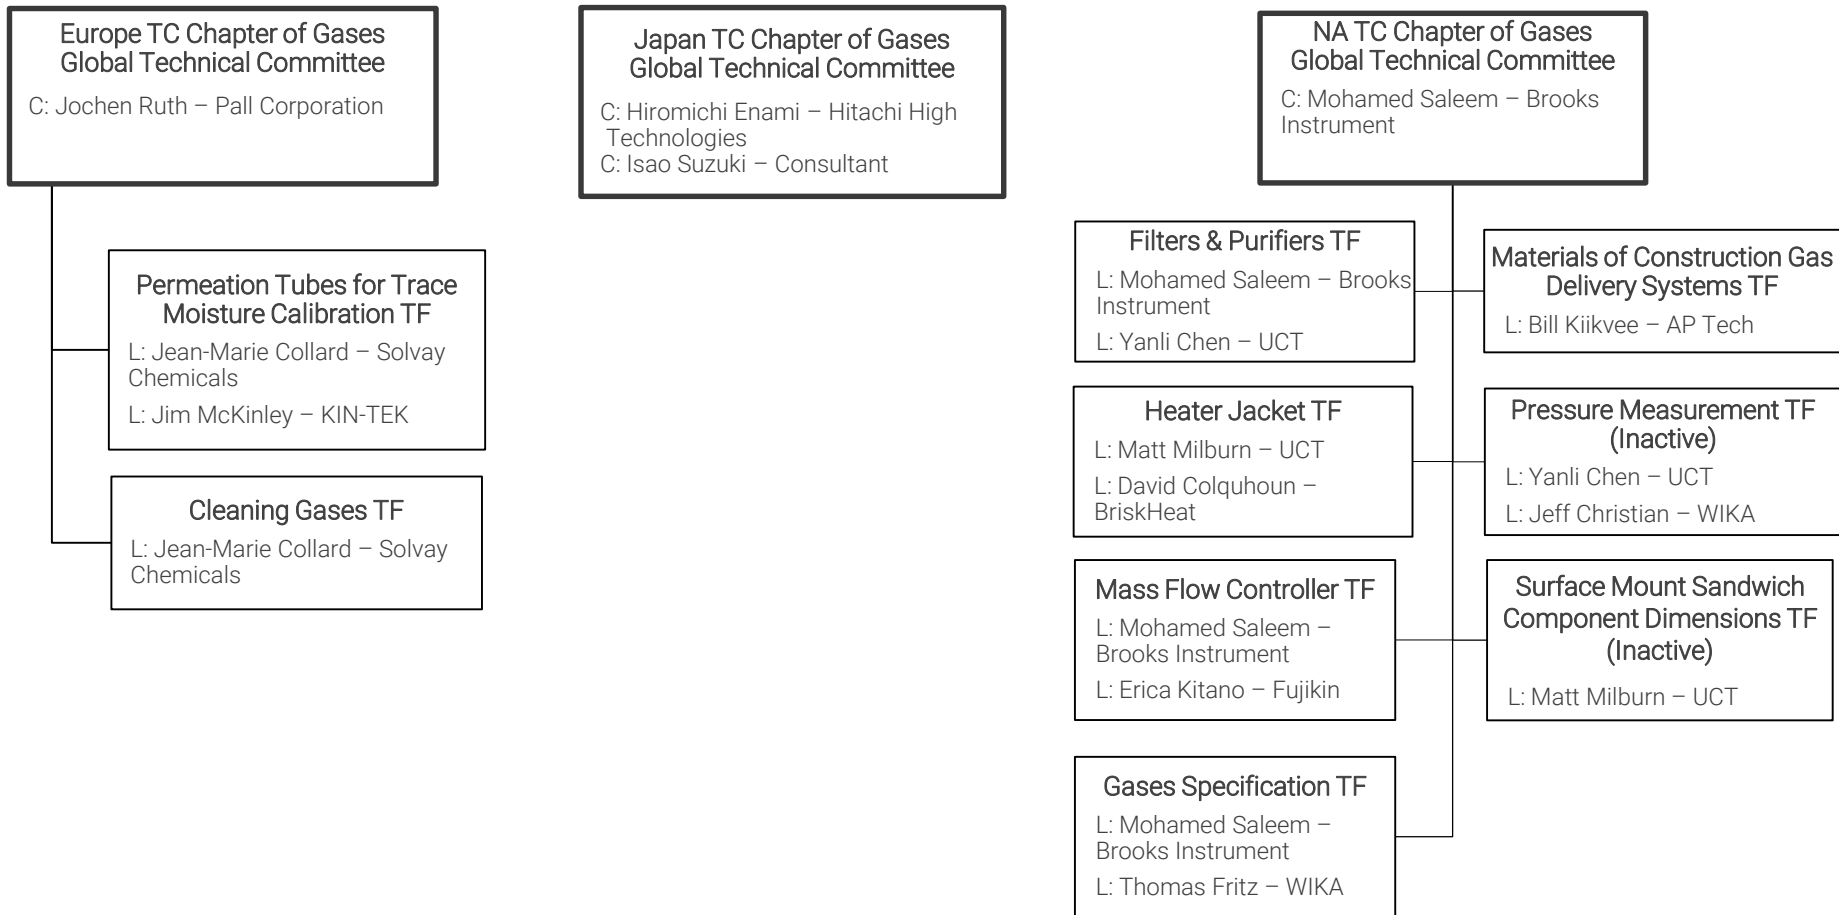 Europe TC Chapter of Gases
Global Technical Committee
C: Jochen Ruth – Pall Corporation
Permeation Tubes for Trace
Moisture Calibration TF
L: Jean-Marie Collard – Solvay
Chemicals
L: Jim McKinley – KIN-TEK
Cleaning Gases TF
L: Jean-Marie Collard – Solvay
Chemicals
Japan TC Chapter of Gases
Global Technical Committee
C: Hiromichi Enami – Hitachi High
Technologies
C: Isao Suzuki – Consultant
NA TC Chapter of Gases
Global Technical Committee
C: Mohamed Saleem – Brooks
Instrument
Filters & Purifiers TF
L: Mohamed Saleem – Brooks
Instrument
L: Yanli Chen – UCT
Materials of Construction Gas
Delivery Systems TF
L: Bill Kiikvee – AP Tech
Heater Jacket TF
L: Matt Milburn – UCT
L: David Colquhoun –
BriskHeat
Pressure Measurement TF
(Inactive)
L: Yanli Chen – UCT
L: Jeff Christian – WIKA
Mass Flow Controller TF
L: Mohamed Saleem –
Brooks Instrument
L: Erica Kitano – Fujikin
Surface Mount Sandwich
Component Dimensions TF
(Inactive)
L: Matt Milburn – UCT
Gases Specification TF
L: Mohamed Saleem –
Brooks Instrument
L: Thomas Fritz – WIKA